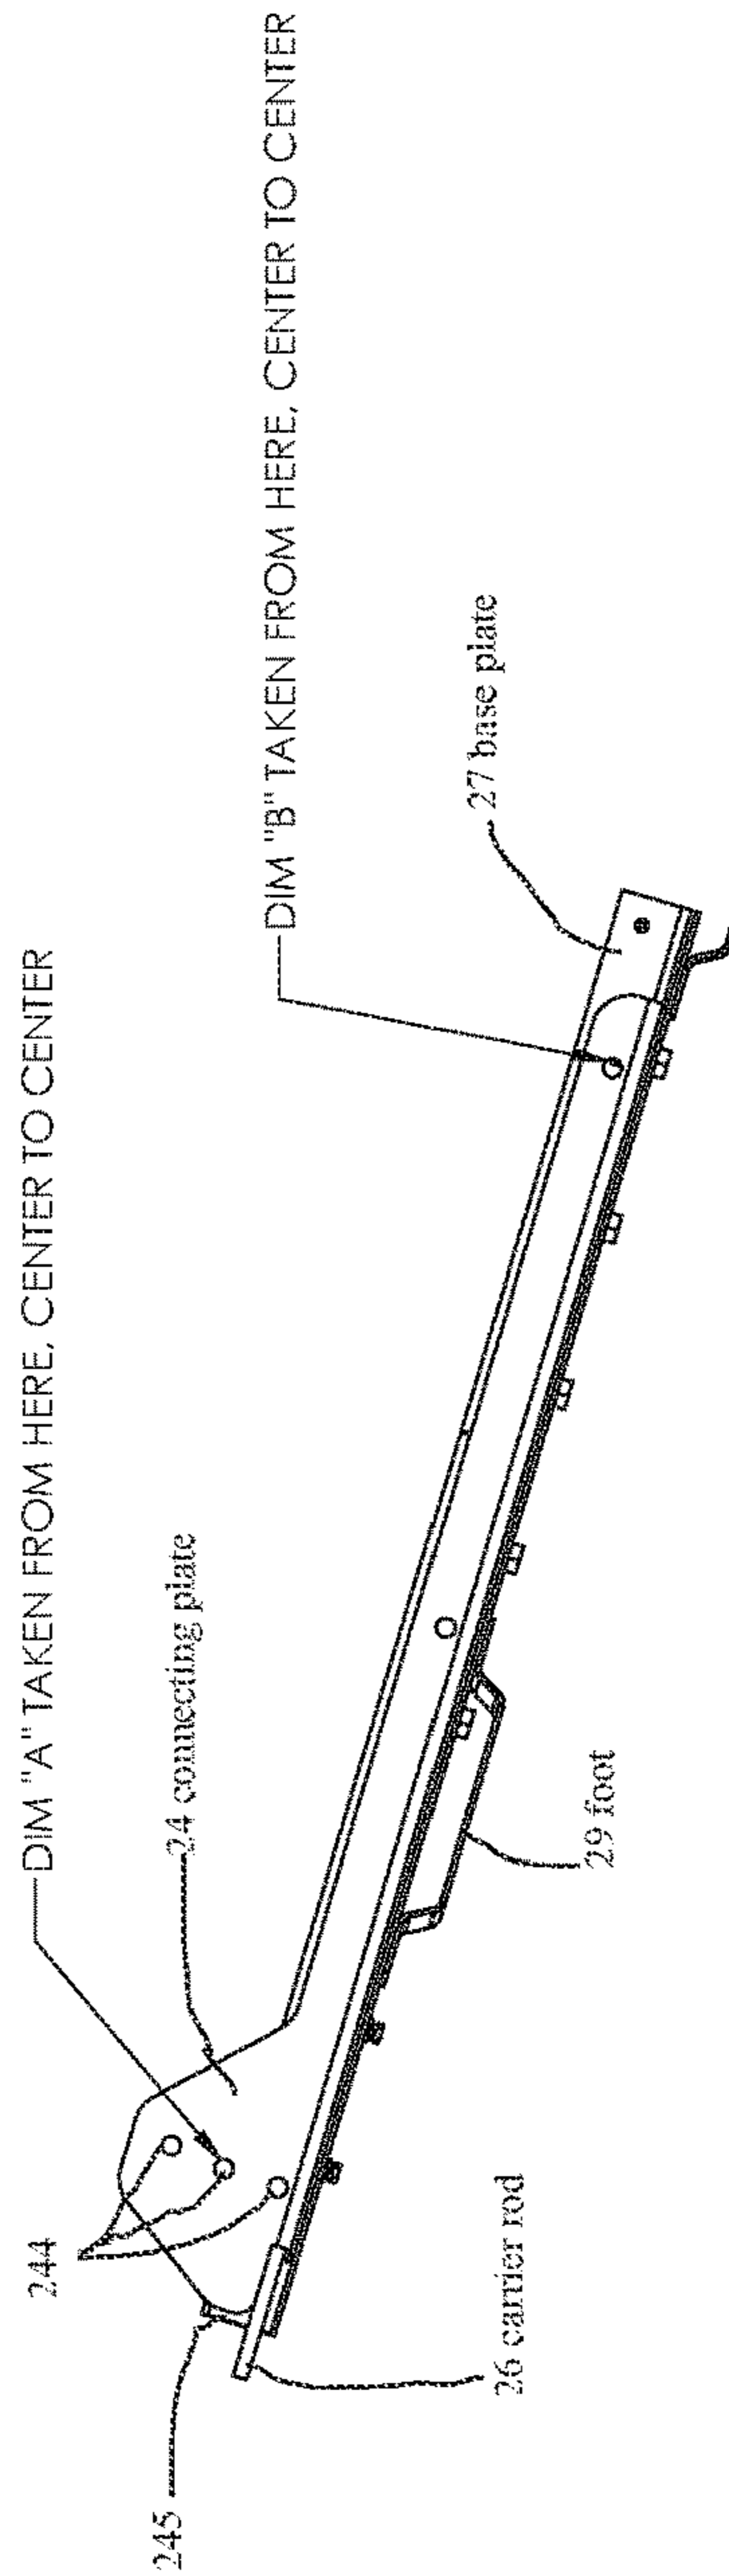 DIM "A" TAKEN FROM HERE, CENTER TO CENTER
DIM "B" TAKEN FROM HERE, CENTER TO CENTER
244
24 connecting plate
27 base plate
245
26 carrier rod
29 foot